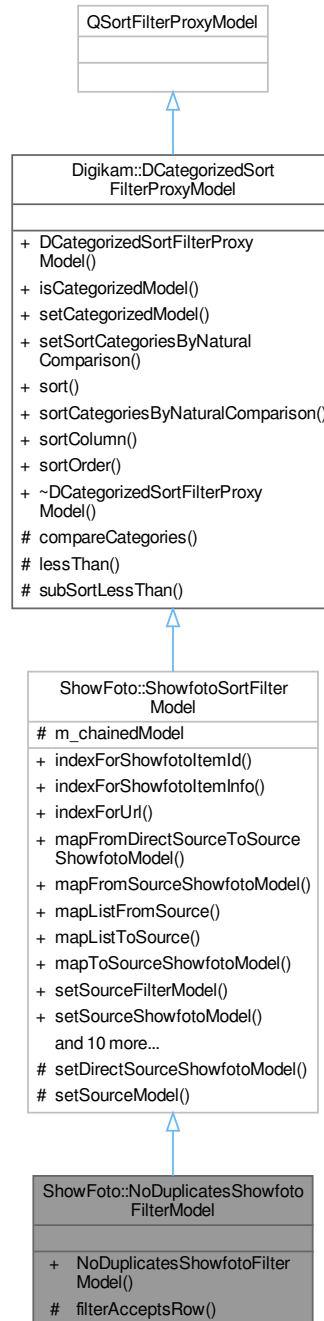 QSortFilterProxyModel
Digikam::DCategorizedSort
FilterProxyModel
+ DCategorizedSortFilterProxy
Model()
+ isCategorizedModel()
+ setCategorizedModel()
+ setSortCategoriesByNatural
Comparison()
+ sort()
+ sortCategoriesByNaturalComparison()
+ sortColumn()
+ sortOrder()
+ ~DCategorizedSortFilterProxy
Model()
# compareCategories()
# lessThan()
# subSortLessThan()
ShowFoto::ShowfotoSortFilter
Model
# m_chainedModel
+ indexForShowfotoItemId()
+ indexForShowfotoItemInfo()
+ indexForUrl()
+ mapFromDirectSourceToSource
ShowfotoModel()
+ mapFromSourceShowfotoModel()
+ mapListFromSource()
+ mapListToSource()
+ mapToSourceShowfotoModel()
+ setSourceFilterModel()
+ setSourceShowfotoModel()
and 10 more...
# setDirectSourceShowfotoModel()
# setSourceModel()
ShowFoto::NoDuplicatesShowfoto
FilterModel
+ NoDuplicatesShowfotoFilter
Model()
# filterAcceptsRow()